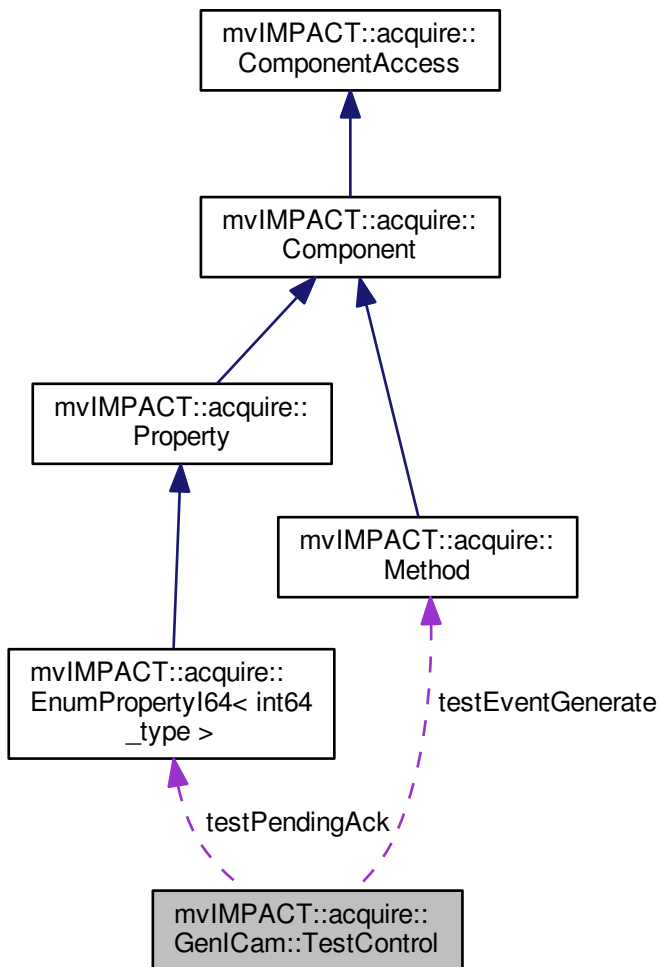 mvIMPACT::acquire::
ComponentAccess
mvIMPACT::acquire::
Component
mvIMPACT::acquire::
Property
mvIMPACT::acquire::
Method
mvIMPACT::acquire::
EnumPropertyI64< int64
_type >
testEventGenerate
testPendingAck
mvIMPACT::acquire::
GenICam::TestControl